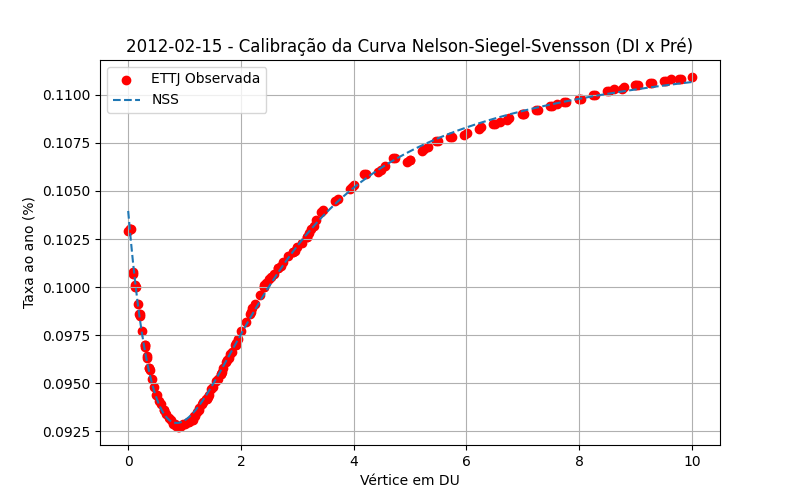 2012-02-15 - Calibração da Curva Nelson-Siegel-Svensson (DI x Pré)
ETTJ Observada
NSS
Taxa ao ano (%)
0.1100
0.1075
0.1050
0.1025
0.1000
0.0975
0.0950
0.0925
0 2 4 6 8 10
Vértice em DU